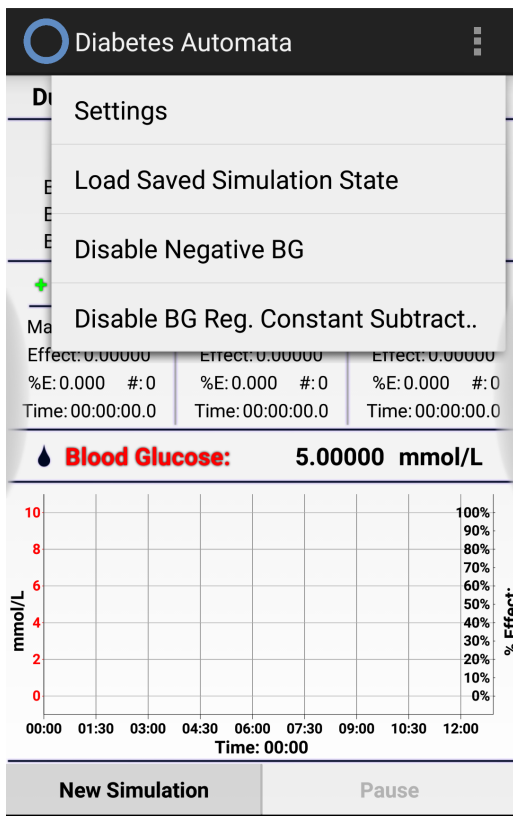 Diabetes Automata
Settings
Load Saved Simulation State
Disable Negative BG
Disable BG Reg. Constant Subtract..
Effect: 0.00000 Effect: 0.00000 Effect: 0.00000
%E: 0.000 #: 0 %E: 0.000 #: 0 %E: 0.000 #: 0
Time: 00:00:00.0 Time: 00:00:00.0 Time: 00:00:00.0
Blood Glucose: 5.00000 mmol/L
10 100%
90%
8 80%
70%
6 60%
50%
4 40%
30%
2 20%
10%
0 0%
mmol/L
% Effect:
00:00 01:30 03:00 04:30 06:00 07:30 09:00 10:30 12:00
Time: 00:00
New Simulation Pause